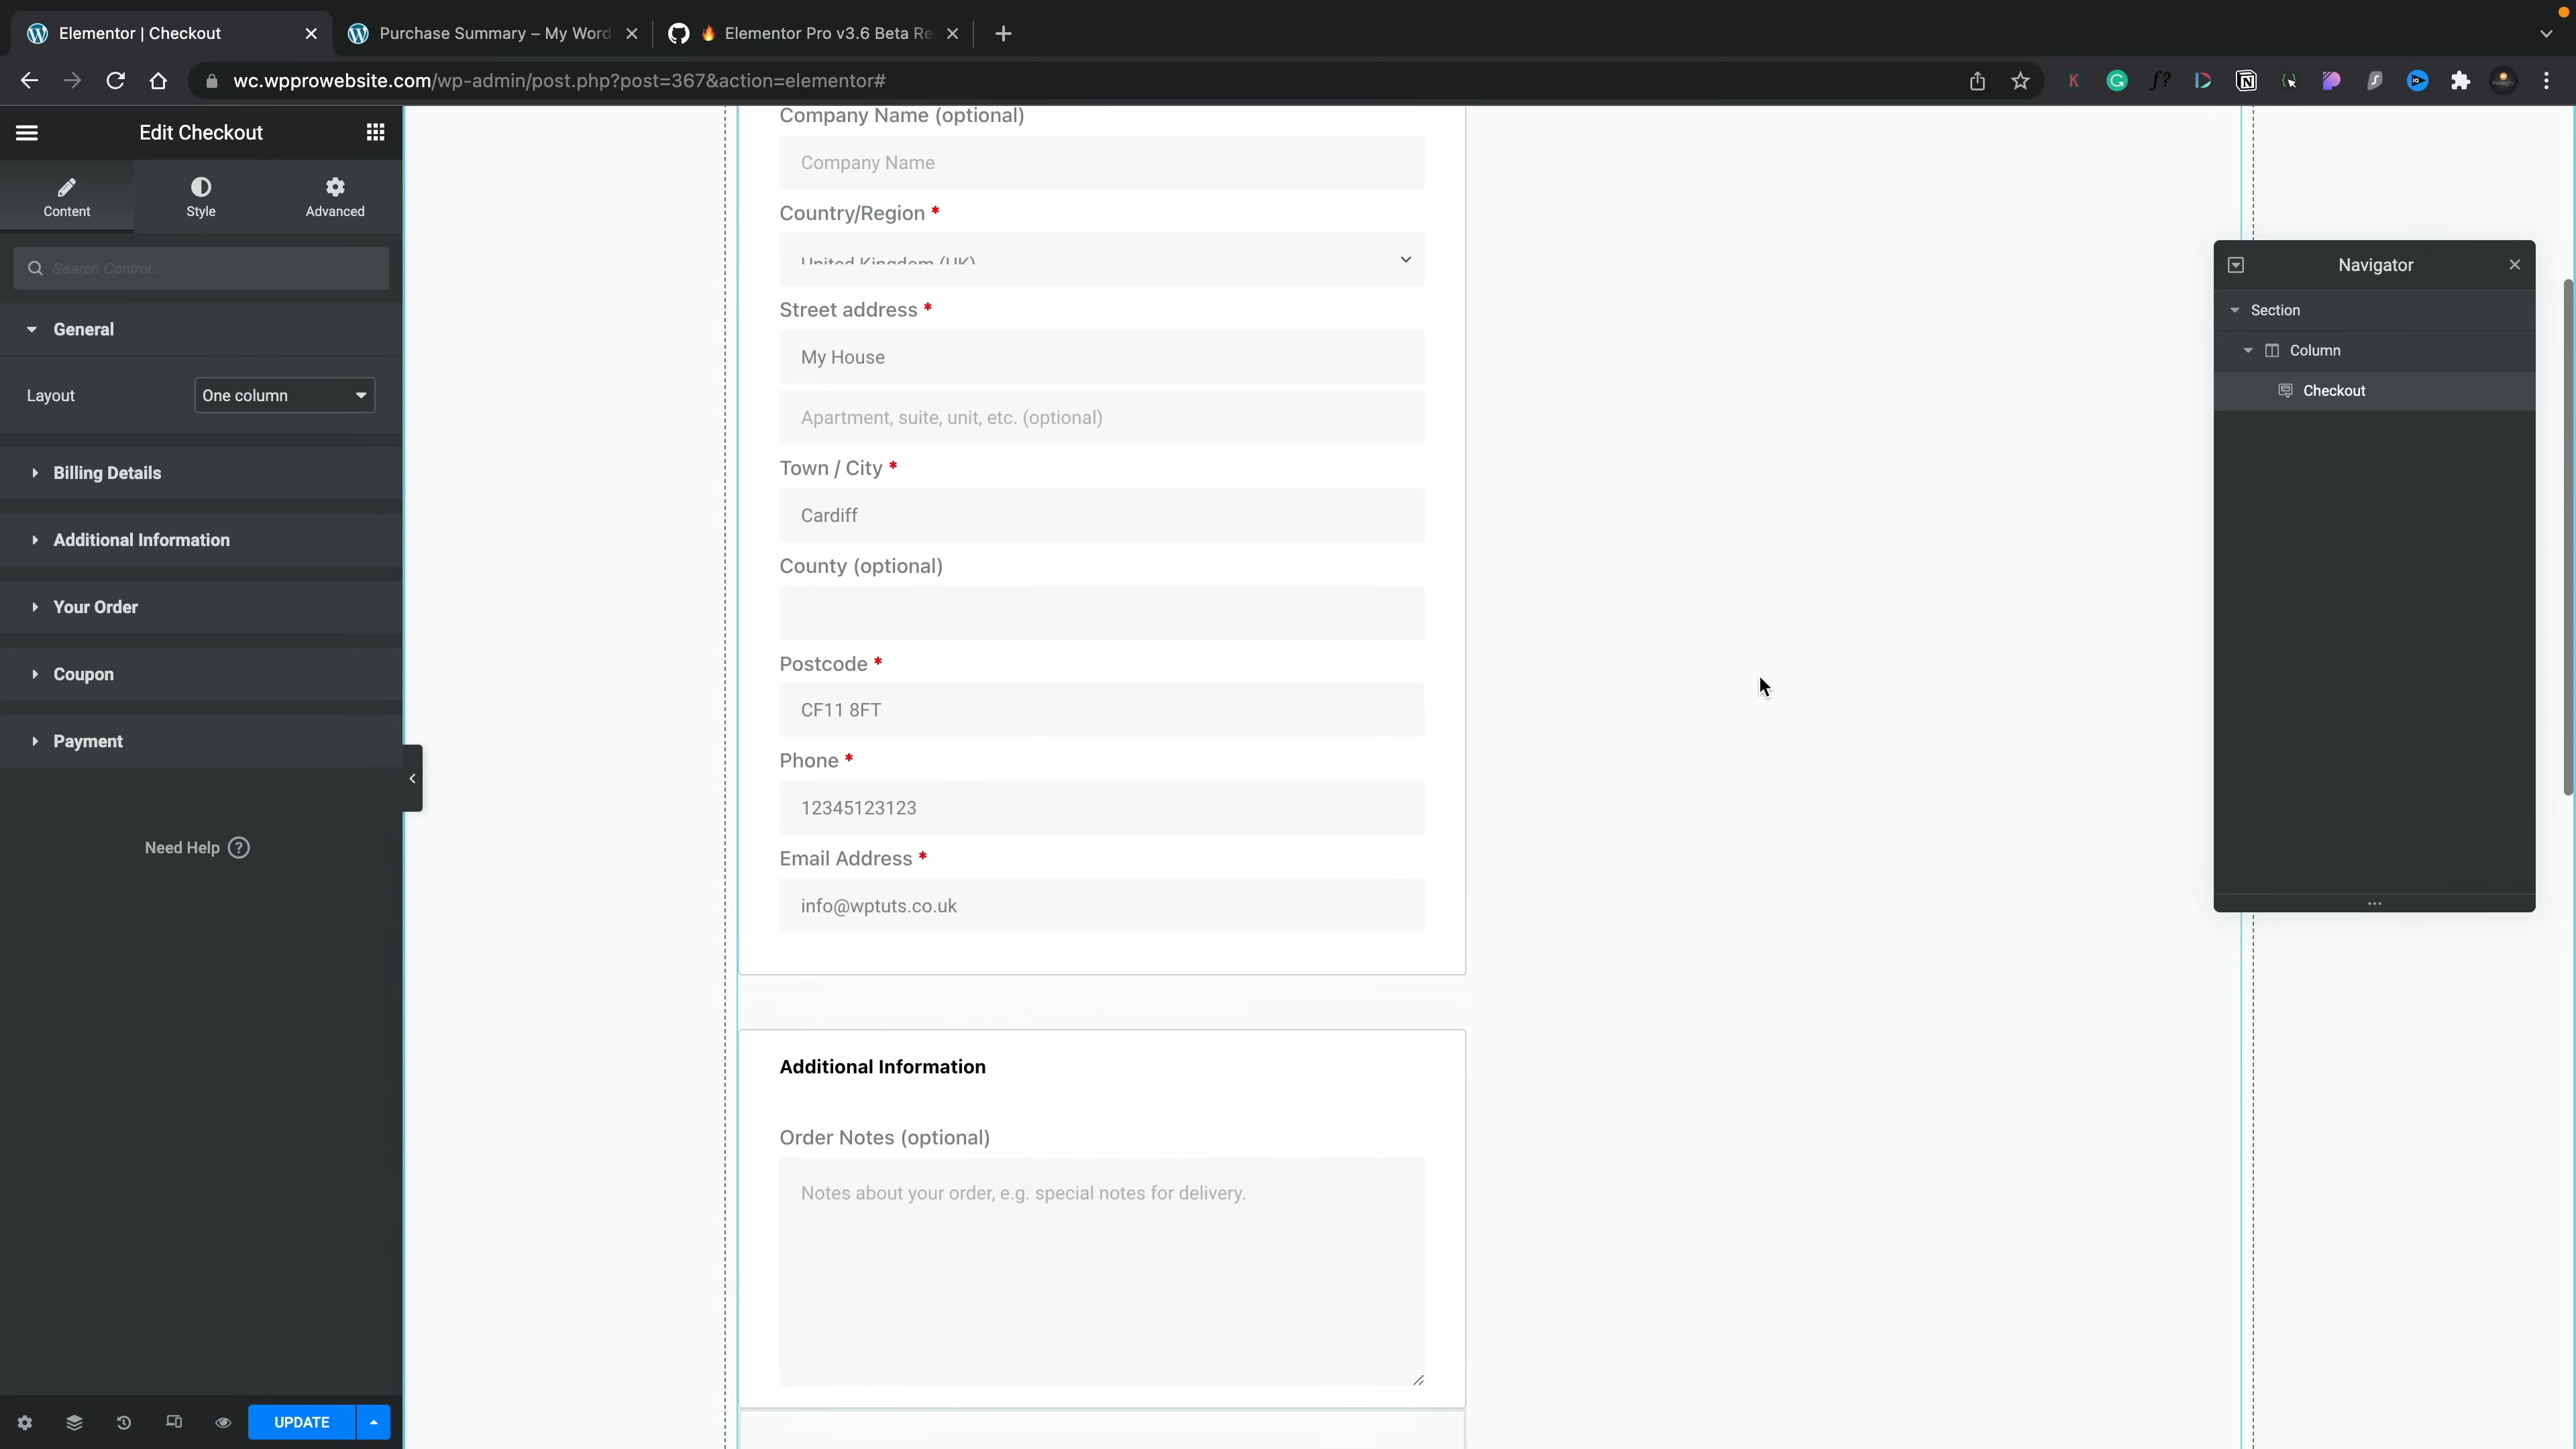 Elementor | Checkout
Purchase Summary – My Word
🔥 Elementor Pro v3.6 Beta Re
wc.wpprowebsite.com/wp-admin/post.php?post=367&action=elementor#
Edit Checkout
Content
Style
Advanced
Search Control...
General
Layout
One column
Billing Details
Additional Information
Your Order
Coupon
Payment
Need Help ?
UPDATE
Company Name (optional)
Company Name
Country/Region *
United Kingdom (UK)
Street address *
My House
Apartment, suite, unit, etc. (optional)
Town / City *
Cardiff
County (optional)
Postcode *
CF11 8FT
Phone *
12345123123
Email Address *
info@wptuts.co.uk
Additional Information
Order Notes (optional)
Notes about your order, e.g. special notes for delivery.
Navigator
Section
Column
Checkout